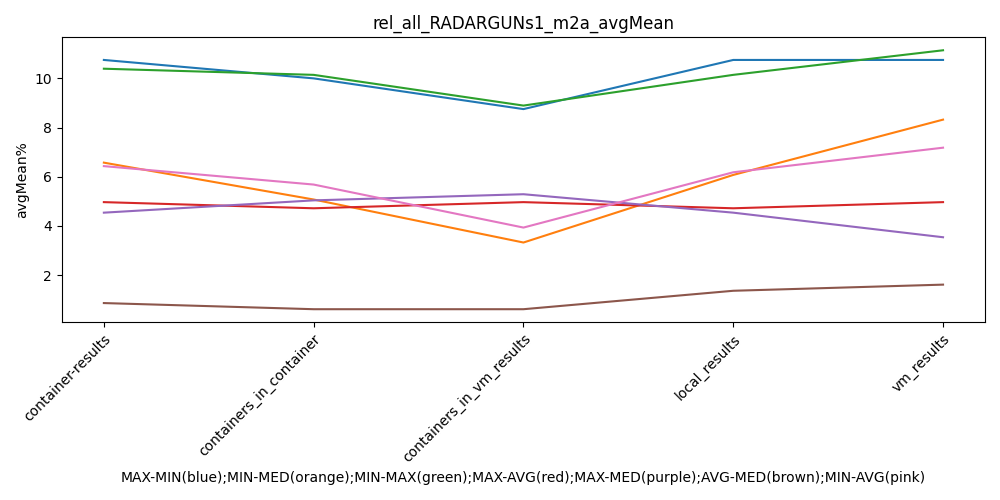 rel_all_RADARGUNs1_m2a_avgMean
avgMean%
10
8
6
4
2
container-results
containers_in_container
containers_in_vm_results
local_results
vm_results
MAX-MIN(blue);MIN-MED(orange);MIN-MAX(green);MAX-AVG(red);MAX-MED(purple);AVG-MED(brown);MIN-AVG(pink)